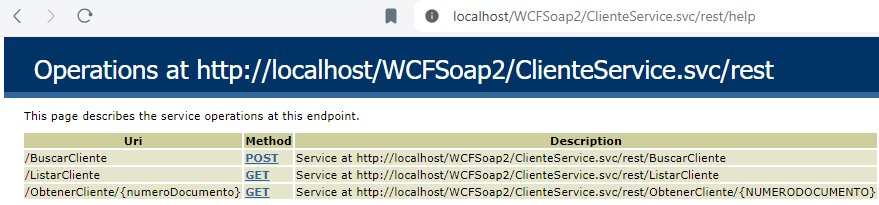 localhost/WCFSoap2/ClienteService.svc/rest/help
Operations at http://localhost/WCFSoap2/ClienteService.svc/rest
This page describes the service operations at this endpoint.
Uri Method Description
/BuscarCliente POST Service at http://localhost/WCFSoap2/ClienteService.svc/rest/BuscarCliente
/ListarCliente GET Service at http://localhost/WCFSoap2/ClienteService.svc/rest/ListarCliente
/ObtenerCliente/{numeroDocumento} GET Service at http://localhost/WCFSoap2/ClienteService.svc/rest/ObtenerCliente/{NUMERODOCUMENTO}